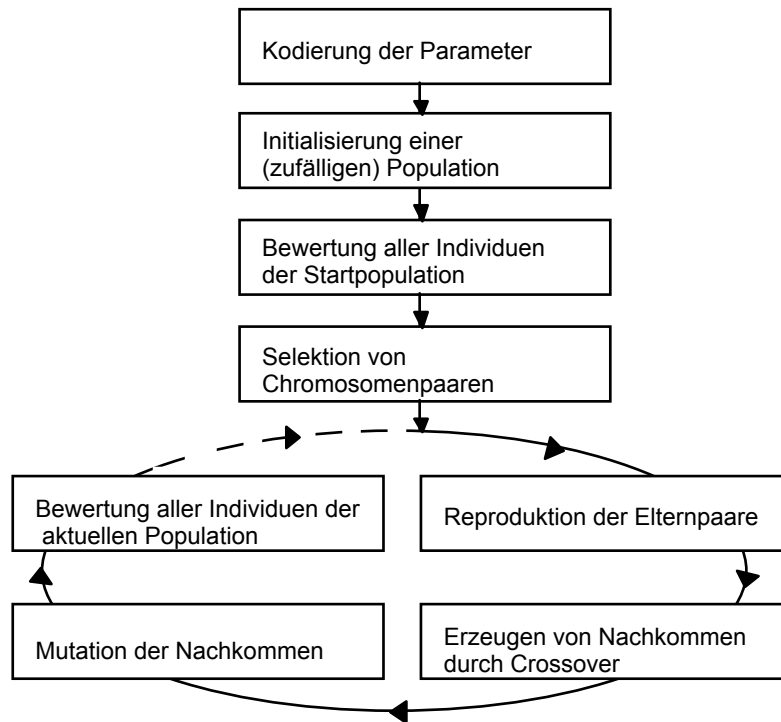 Kodierung der Parameter
Initialisierung einer
(zufälligen) Population
Bewertung aller Individuen
der Startpopulation
Selektion von
Chromosomenpaaren
Bewertung aller Individuen der
aktuellen Population
Reproduktion der Elternpaare
Mutation der Nachkommen
Erzeugen von Nachkommen
durch Crossover